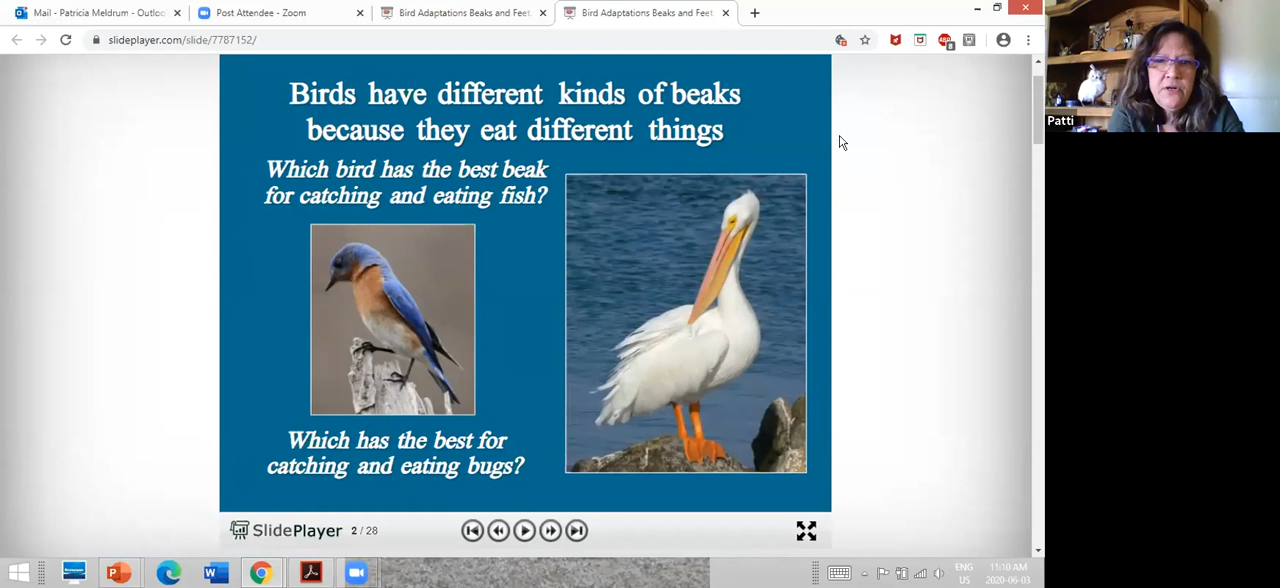 Mail - Patricia Meldrum - Outloo
Post Attendee - Zoom
Bird Adaptations Beaks and Feet.
Bird Adaptations Beaks and Feet.
slideplayer.com/slide/7787152/
Patti
Birds have different kinds of beaks
because they eat different things
Which bird has the best beak
for catching and eating fish?
Which has the best for
catching and eating bugs?
SlidePlayer
2 / 28
ENG
US
11:10 AM
2020-06-03